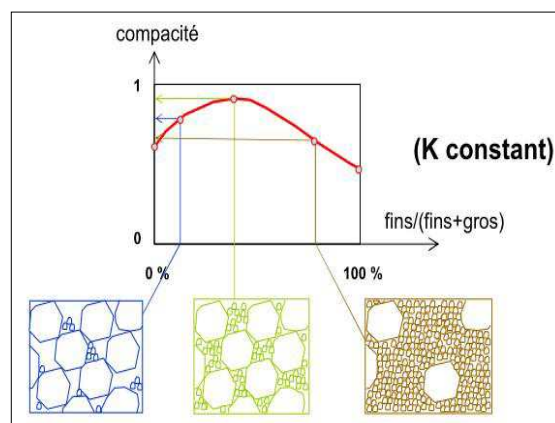 compacité
1
(K constant)
fins/(fins+gros)
0
0 %
100 %